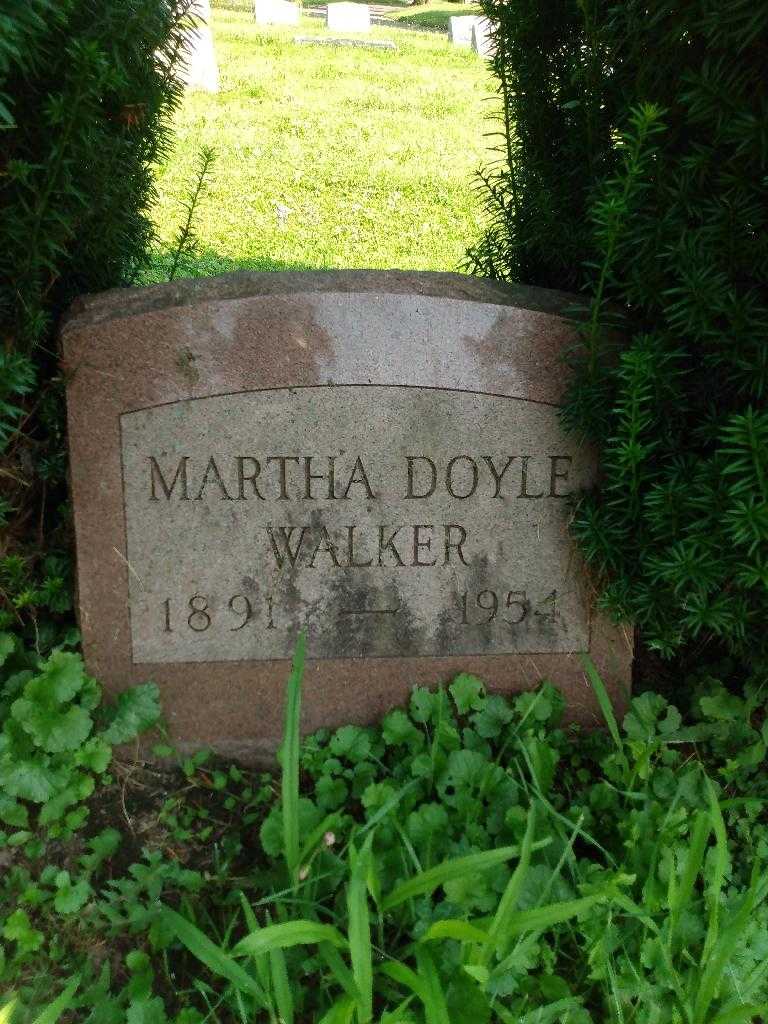 MARTHA DOYLE
WALKER
1891 — 1954